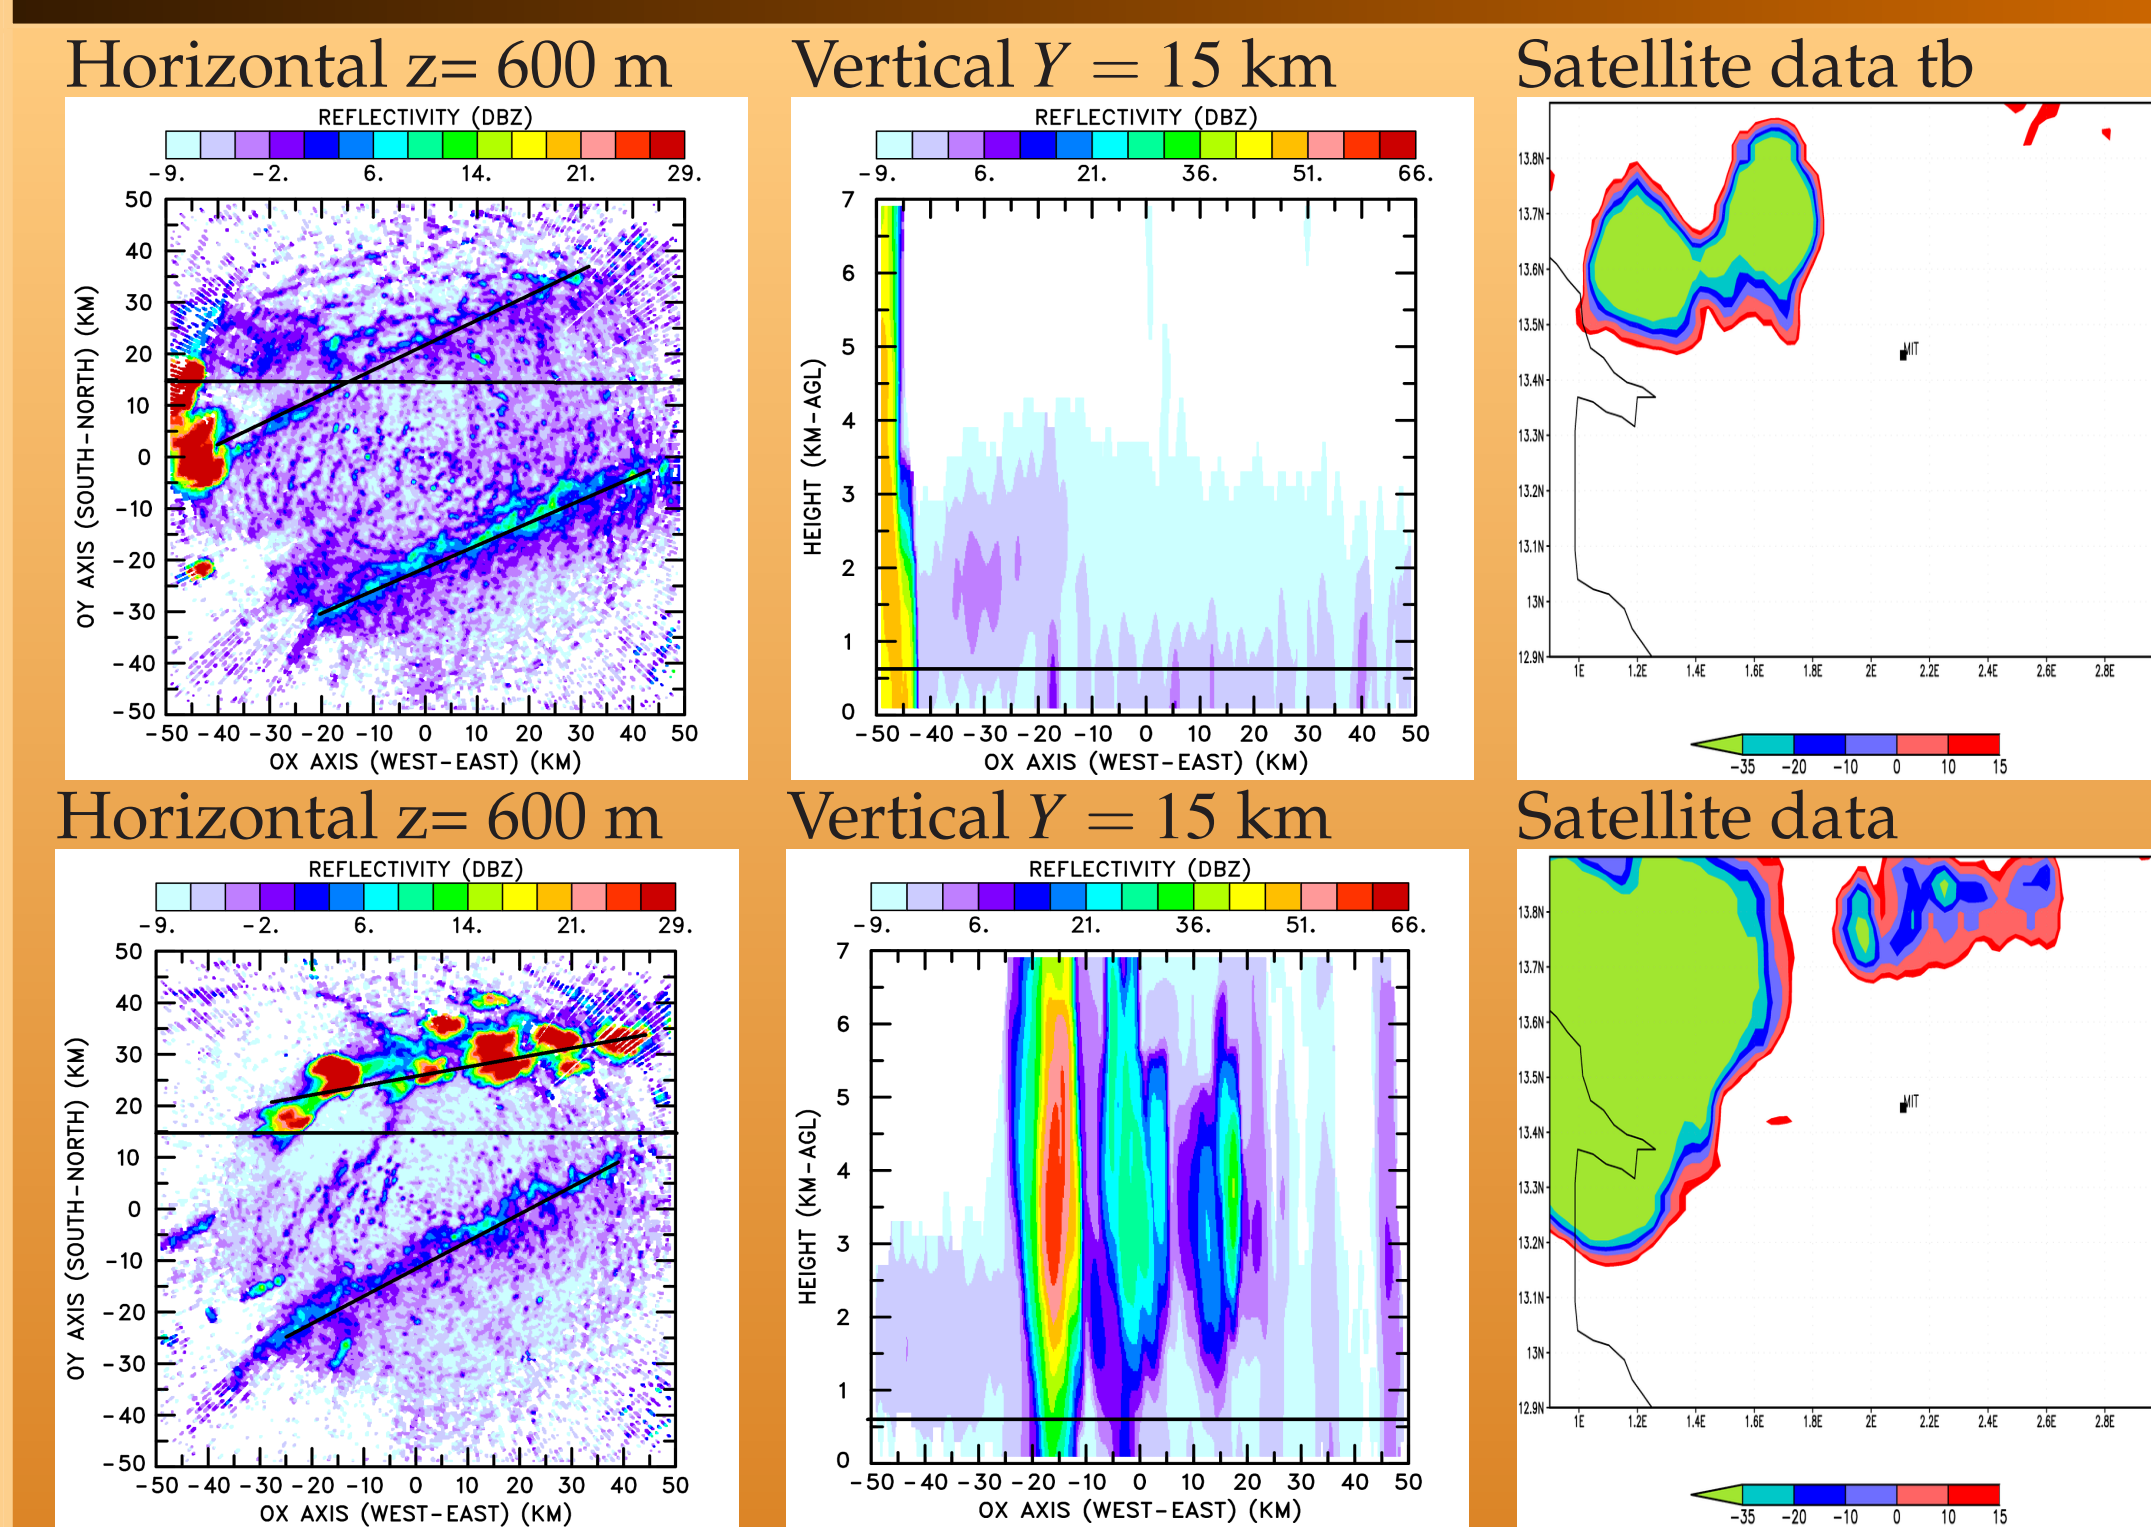 Horizontal z= 600 m
Vertical Y = 15 km
Satellite data tb
REFLECTIVITY (DBZ)
-9. -2. 6. 14. 21. 29.
50
40
30
20
10
0
-10
-20
-30
-40
-50
OY AXIS (SOUTH-NORTH) (KM)
-50 -40 -30 -20 -10 0 10 20 30 40 50
OX AXIS (WEST-EAST) (KM)
REFLECTIVITY (DBZ)
-9. 6. 21. 36. 51. 66.
7
6
5
4
3
2
1
0
HEIGHT (KM-AGL)
-50 -40 -30 -20 -10 0 10 20 30 40 50
OX AXIS (WEST-EAST) (KM)
13.8N
13.7N
13.6N
13.5N
13.4N
13.3N
13.2N
13.1N
13N
12.9N
MIT
1E 1.2E 1.4E 1.6E 1.8E 2E 2.2E 2.4E 2.6E 2.8E
-35 -20 -10 0 10 15
Horizontal z= 600 m
Vertical Y = 15 km
Satellite data
REFLECTIVITY (DBZ)
-9. -2. 6. 14. 21. 29.
50
40
30
20
10
0
-10
-20
-30
-40
-50
OY AXIS (SOUTH-NORTH) (KM)
-50 -40 -30 -20 -10 0 10 20 30 40 50
OX AXIS (WEST-EAST) (KM)
REFLECTIVITY (DBZ)
-9. 6. 21. 36. 51. 66.
7
6
5
4
3
2
1
0
HEIGHT (KM-AGL)
-50 -40 -30 -20 -10 0 10 20 30 40 50
OX AXIS (WEST-EAST) (KM)
13.8N
13.7N
13.6N
13.5N
13.4N
13.3N
13.2N
13.1N
13N
12.9N
MIT
1E 1.2E 1.4E 1.6E 1.8E 2E 2.2E 2.4E 2.6E 2.8E
-35 -20 -10 0 10 15